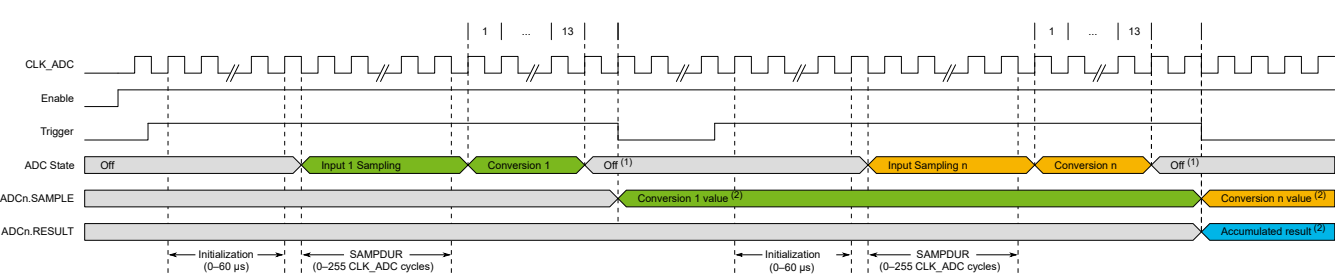 1 ... 13 1 ... 13
CLK_ADC
Enable
Trigger
ADC State Off Input 1 Sampling Conversion 1 Off (1) Input Sampling n Conversion n Off (1)
ADCn.SAMPLE Conversion 1 value (2) Conversion n value (2)
ADCn.RESULT Accumulated result (2)
Initialization SAMPDUR Initialization SAMPDUR
(0–60 µs) (0–255 CLK_ADC cycles) (0–60 µs) (0–255 CLK_ADC cycles)